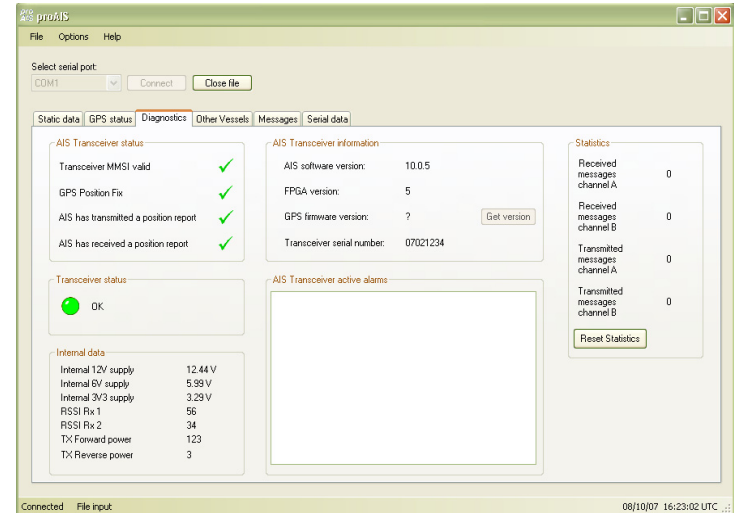 proAIS
File Options Help
Select serial port:
COM1 Connect Close file
Static data GPS status Diagnostics Other Vessels Messages Serial data
AIS Transceiver status
Transceiver MMSI valid
GPS Position Fix
AIS has transmitted a position report
AIS has received a position report
AIS Transceiver information
AIS software version: 10.0.5
FPGA version: 5
GPS firmware version: ? Get version
Transceiver serial number: 07021234
Statistics
Received
messages 0
channel A
Received
messages 0
channel B
Transmitted
messages 0
channel A
Transmitted
messages 0
channel B
Reset Statistics
Transceiver status
OK
AIS Transceiver active alarms
Internal data
Internal 12V supply 12.44 V
Internal 6V supply 5.99 V
Internal 3V3 supply 3.29 V
RSSI Rx 1 56
RSSI Rx 2 34
TX Forward power 123
TX Reverse power 3
Connected File input 08/10/07 16:23:02 UTC